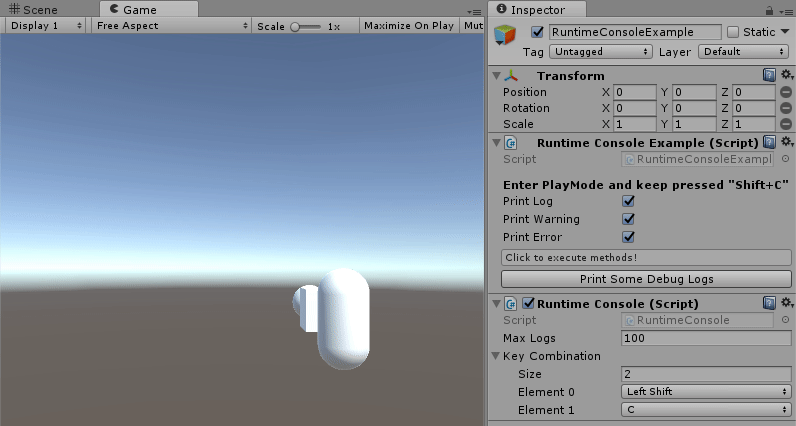 Scene Game
Display 1 Free Aspect Scale 1x Maximize On Play Mut
Inspector
RuntimeConsoleExample Static
Tag Untagged Layer Default
Transform
Position X 0 Y 0 Z 0
Rotation X 0 Y 0 Z 0
Scale X 1 Y 1 Z 1
C# Runtime Console Example (Script)
Script RuntimeConsoleExampl
Enter PlayMode and keep pressed "Shift+C"
Print Log
Print Warning
Print Error
Click to execute methods!
Print Some Debug Logs
C# Runtime Console (Script)
Script RuntimeConsole
Max Logs 100
Key Combination
Size 2
Element 0 Left Shift
Element 1 C